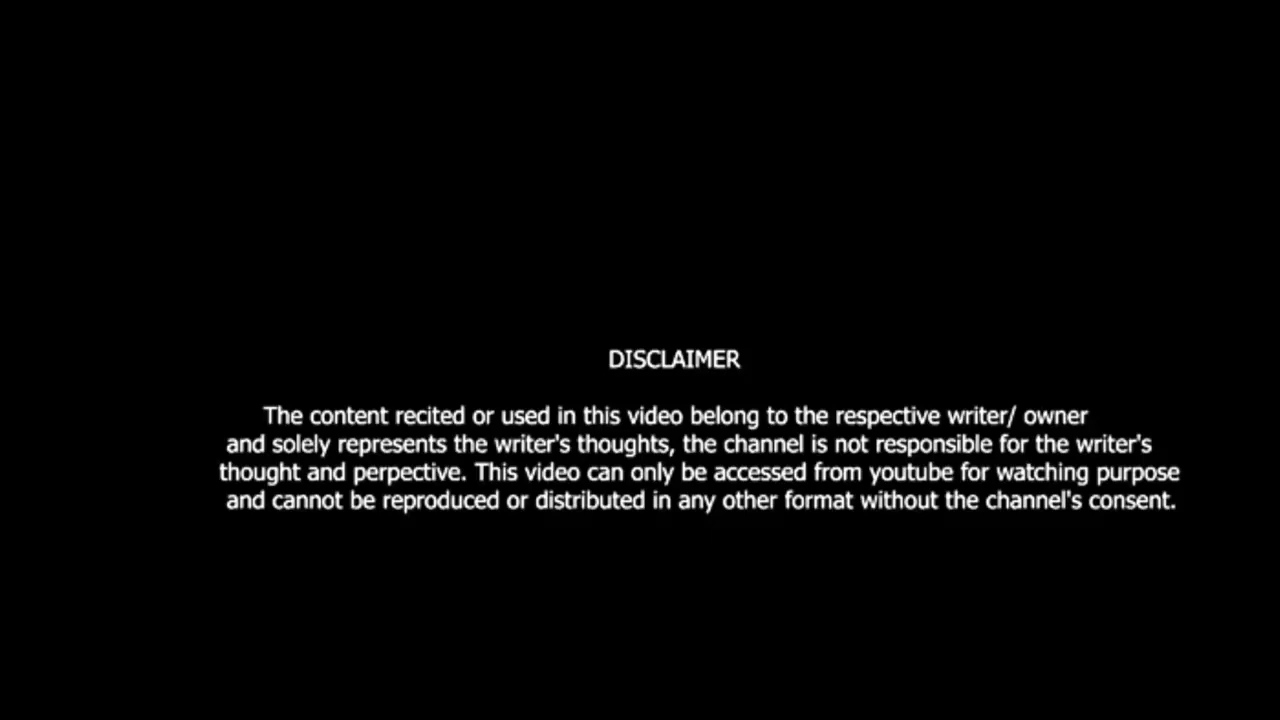 DISCLAIMER
The content recited or used in this video belong to the respective writer/ owner
and solely represents the writer's thoughts, the channel is not responsible for the writer's
thought and perpective. This video can only be accessed from youtube for watching purpose
and cannot be reproduced or distributed in any other format without the channel's consent.